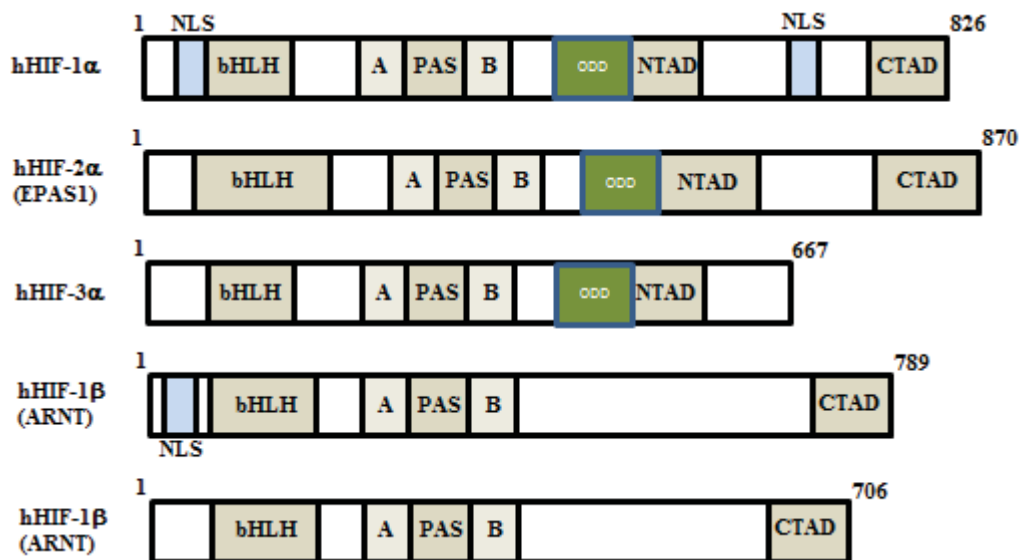 1 NLS NLS 826
hHIF-1α bHLH A PAS B ODD NTAD CTAD
1 870
hHIF-2α bHLH A PAS B ODD NTAD CTAD
(EPAS1)
1 667
hHIF-3α bHLH A PAS B ODD NTAD
1 789
hHIF-1β bHLH A PAS B CTAD
(ARNT)
NLS
1 706
hHIF-1β bHLH A PAS B CTAD
(ARNT)